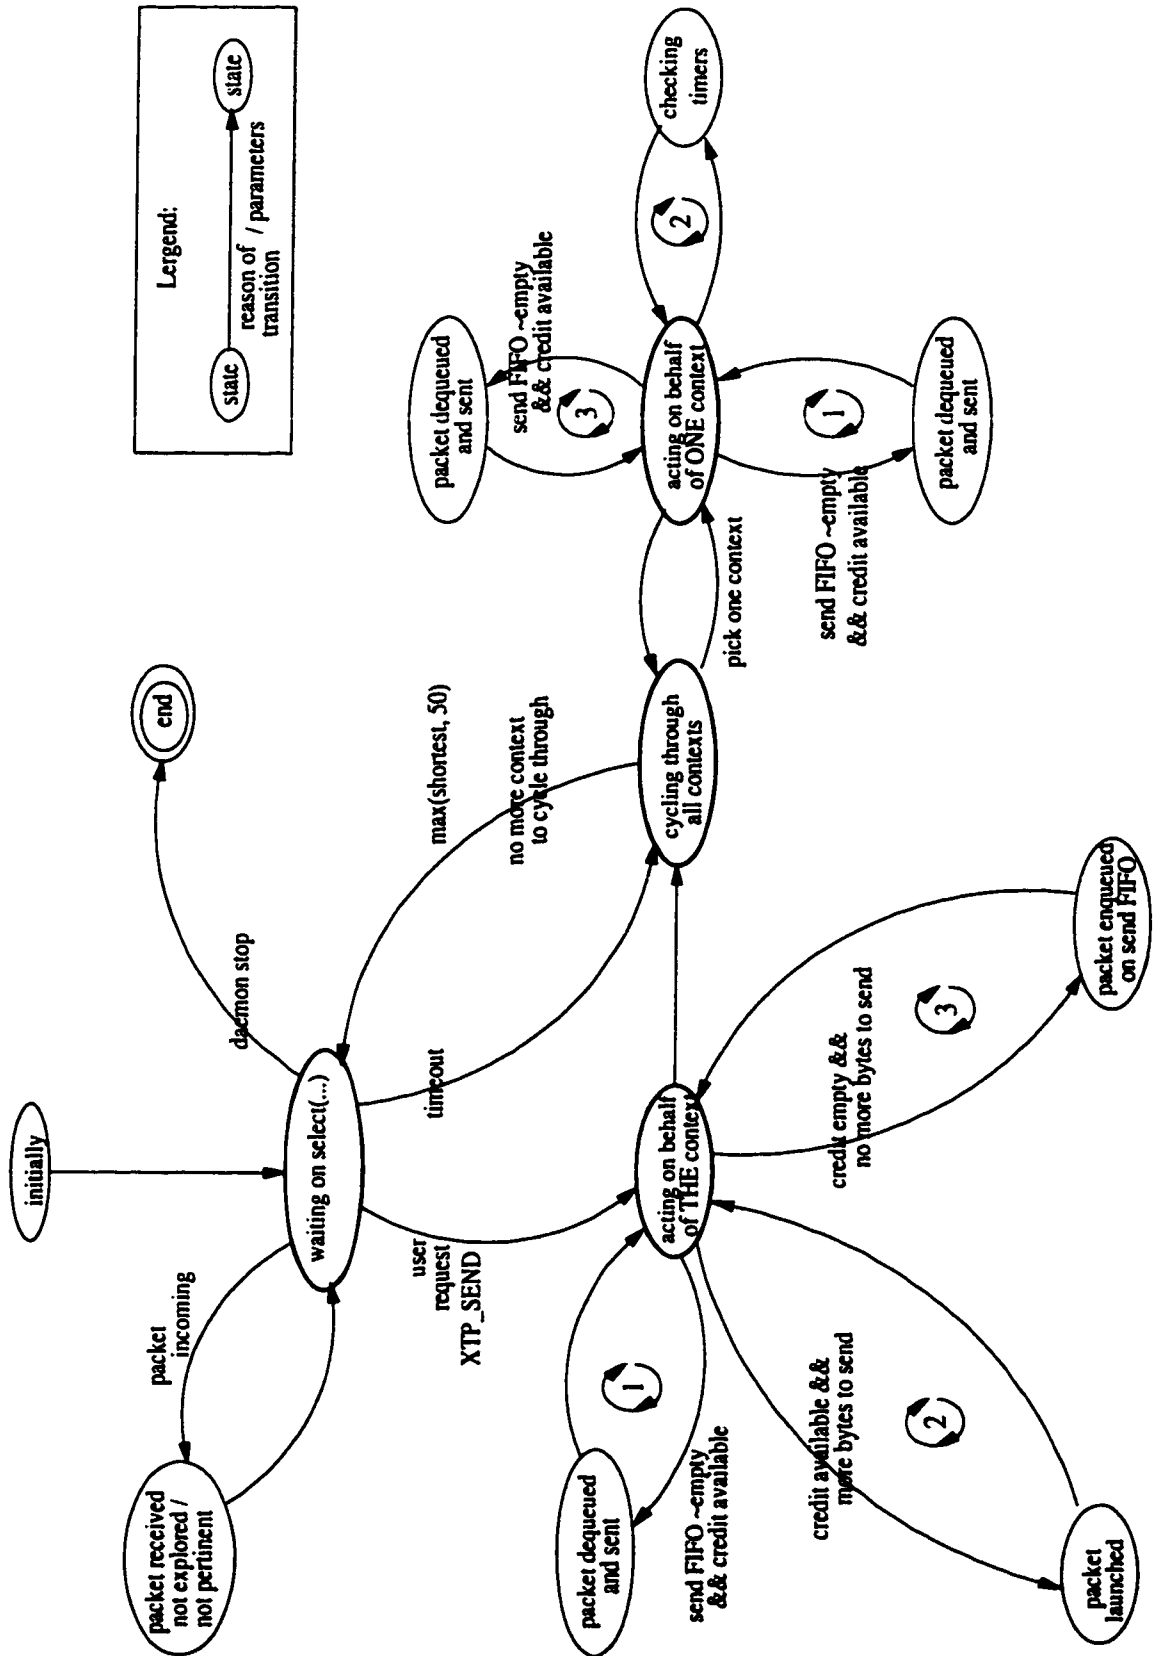 initially
packet
incoming
packet received
not explored /
not pertinent
waiting on select(...)
daemon stop
end
Lergend:
state
reason of / parameters
transition
state
user
request
XTP_SEND
timeout
max(shortest, 50)
no more context
to cycle through
packet dequeued
and sent
1
send FIFO ~empty
&& credit available
acting on behalf
of THE context
credit available &&
more bytes to send
2
packet
launched
credit empty &&
no more bytes to send
3
packet enqueued
on send FIFO
cycling through
all contexts
pick one context
acting on behalf
of ONE context
packet dequeued
and sent
3
send FIFO ~empty
&& credit available
2
checking
timers
send FIFO ~empty
&& credit available
1
packet dequeued
and sent